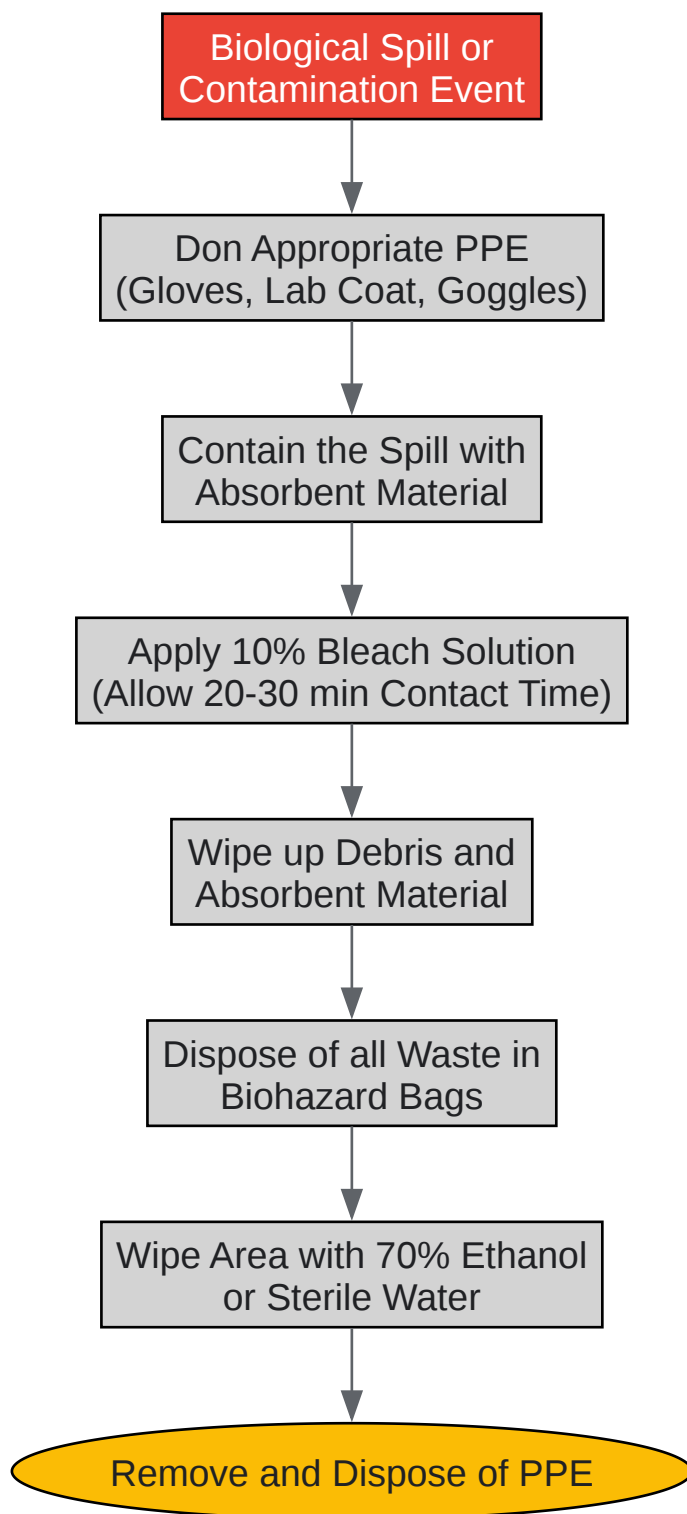 Biological Spill or
Contamination Event
Don Appropriate PPE
(Gloves, Lab Coat, Goggles)
Contain the Spill with
Absorbent Material
Apply 10% Bleach Solution
(Allow 20-30 min Contact Time)
Wipe up Debris and
Absorbent Material
Dispose of all Waste in
Biohazard Bags
Wipe Area with 70% Ethanol
or Sterile Water
Remove and Dispose of PPE